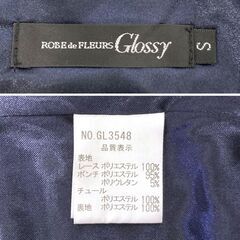 ROBE de FLEURS Glossy
S
NO.GL3548
品質表示
表地
レース ポリエステル 100%
ポンチ ポリエステル 95%
ポリウレタン 5%
チュール
ポリエステル 100%
裏地 ポリエステル 100%